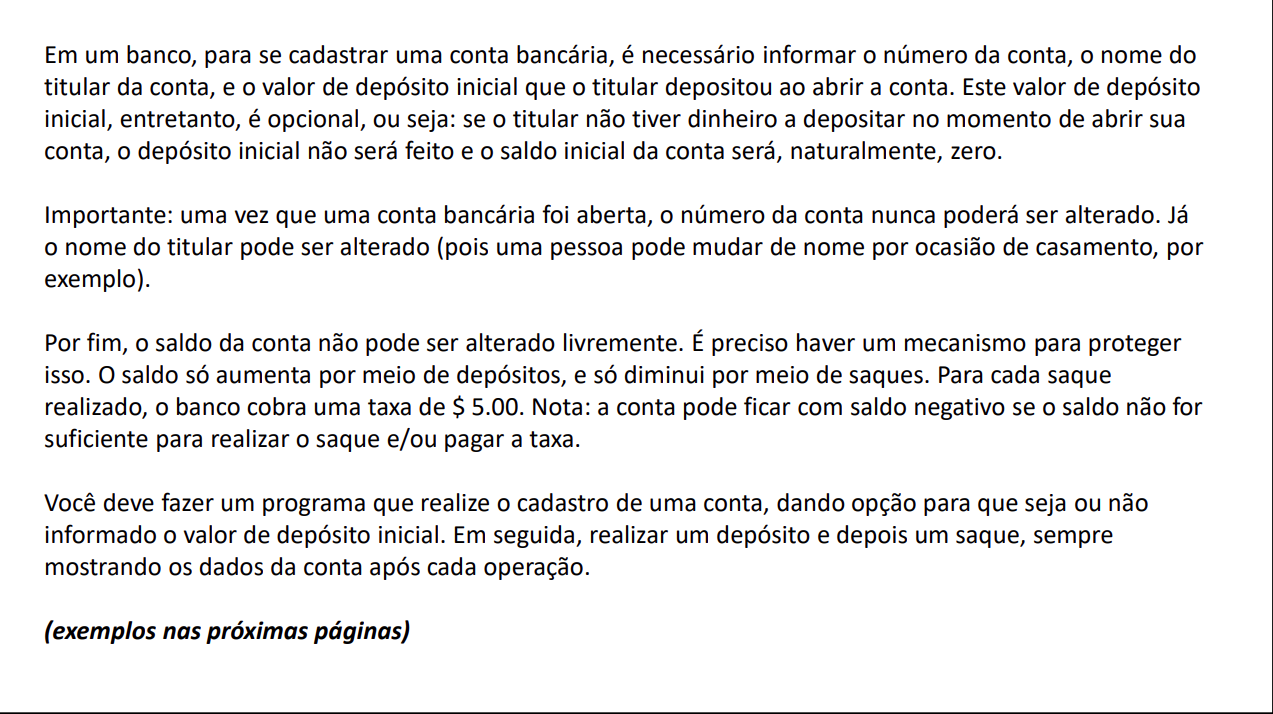 Em um banco, para se cadastrar uma conta bancária, é necessário informar o número da conta, o nome do
titular da conta, e o valor de depósito inicial que o titular depositou ao abrir a conta. Este valor de depósito
inicial, entretanto, é opcional, ou seja: se o titular não tiver dinheiro a depositar no momento de abrir sua
conta, o depósito inicial não será feito e o saldo inicial da conta será, naturalmente, zero.
Importante: uma vez que uma conta bancária foi aberta, o número da conta nunca poderá ser alterado. Já
o nome do titular pode ser alterado (pois uma pessoa pode mudar de nome por ocasião de casamento, por
exemplo).
Por fim, o saldo da conta não pode ser alterado livremente. É preciso haver um mecanismo para proteger
isso. O saldo só aumenta por meio de depósitos, e só diminui por meio de saques. Para cada saque
realizado, o banco cobra uma taxa de $ 5.00. Nota: a conta pode ficar com saldo negativo se o saldo não for
suficiente para realizar o saque e/ou pagar a taxa.
Você deve fazer um programa que realize o cadastro de uma conta, dando opção para que seja ou não
informado o valor de depósito inicial. Em seguida, realizar um depósito e depois um saque, sempre
mostrando os dados da conta após cada operação.
(exemplos nas próximas páginas)